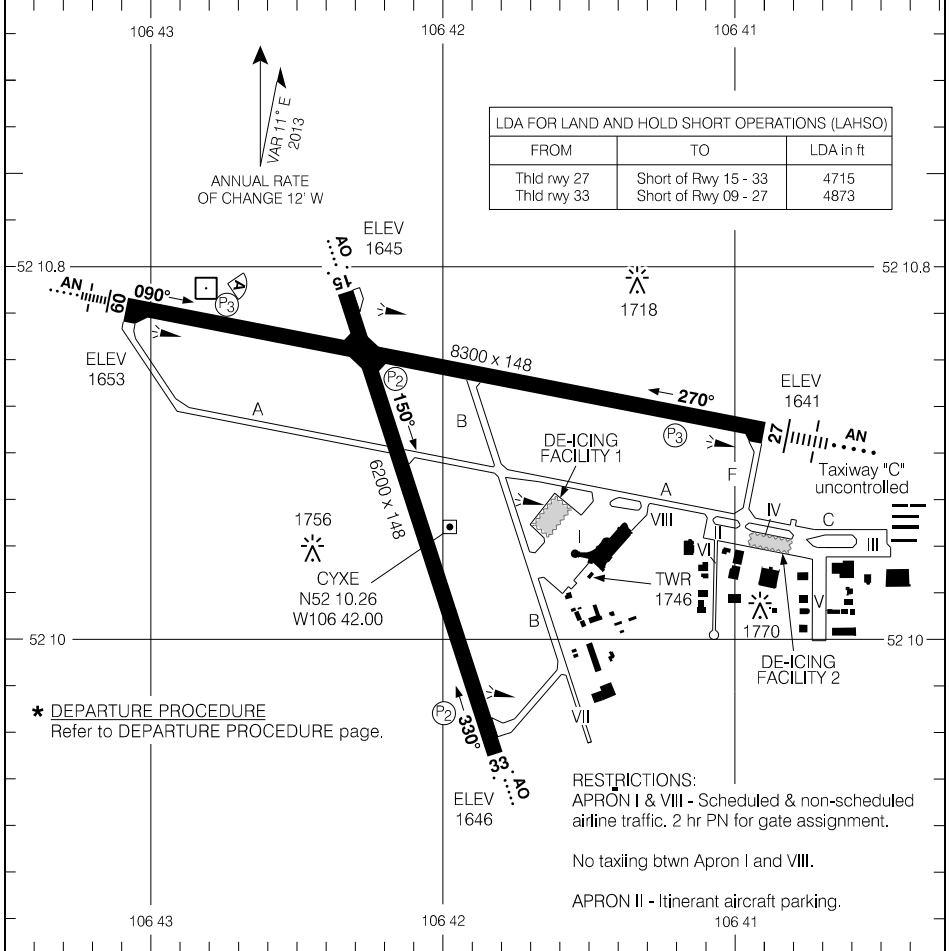 106 43
106 42
106 41
VAR 11° E
2013
ANNUAL RATE
OF CHANGE 12' W
LDA FOR LAND AND HOLD SHORT OPERATIONS (LAHSO)
FROM TO LDA in ft
Thld rwy 27 Short of Rwy 15 - 33 4715
Thld rwy 33 Short of Rwy 09 - 27 4873
ELEV
1645
AO
15
52 10.8
52 10.8
AN
09
090°
P3
A
1718
ELEV
1653
8300 x 148
P2
150°
270°
P3
ELEV
1641
27
AN
A
B
6200 x 148
DE-ICING
FACILITY 1
F
Taxiway "C"
uncontrolled
A
IV
C
VIII
I
II
III
VI
V
1756
CYXE
N52 10.26
W106 42.00
TWR
1746
1770
B
52 10
52 10
DE-ICING
FACILITY 2
* DEPARTURE PROCEDURE
Refer to DEPARTURE PROCEDURE page.
P2
330°
VII
33
AO
ELEV
1646
RESTRICTIONS:
APRON I & VIII - Scheduled & non-scheduled
airline traffic. 2 hr PN for gate assignment.
No taxiing btwn Apron I and VIII.
APRON II - Itinerant aircraft parking.
106 43
106 42
106 41